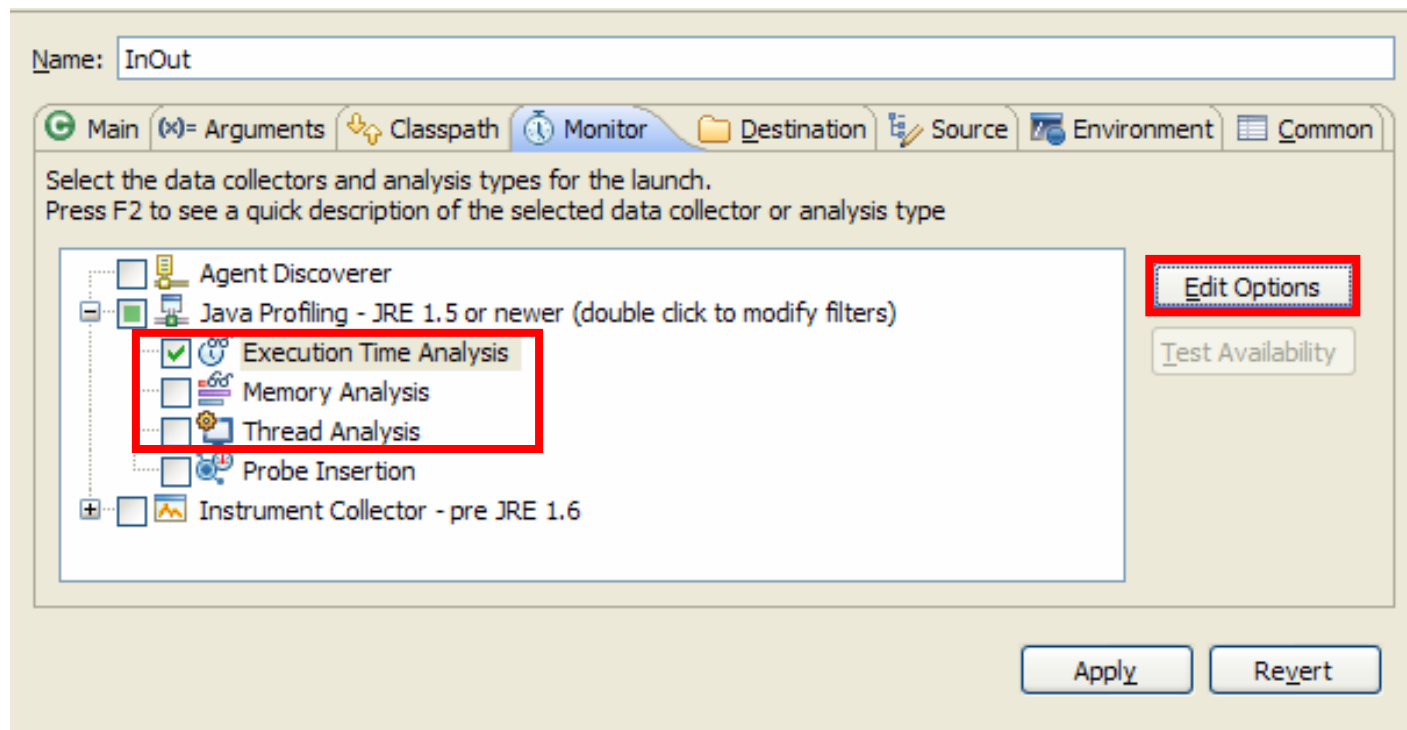 Name: InOut
Main (x)= Arguments Classpath Monitor Destination Source Environment Common
Select the data collectors and analysis types for the launch.
Press F2 to see a quick description of the selected data collector or analysis type
Agent Discoverer
Edit Options
Java Profiling - JRE 1.5 or newer (double click to modify filters)
Execution Time Analysis
Test Availability
Memory Analysis
Thread Analysis
Probe Insertion
Instrument Collector - pre JRE 1.6
Apply Revert